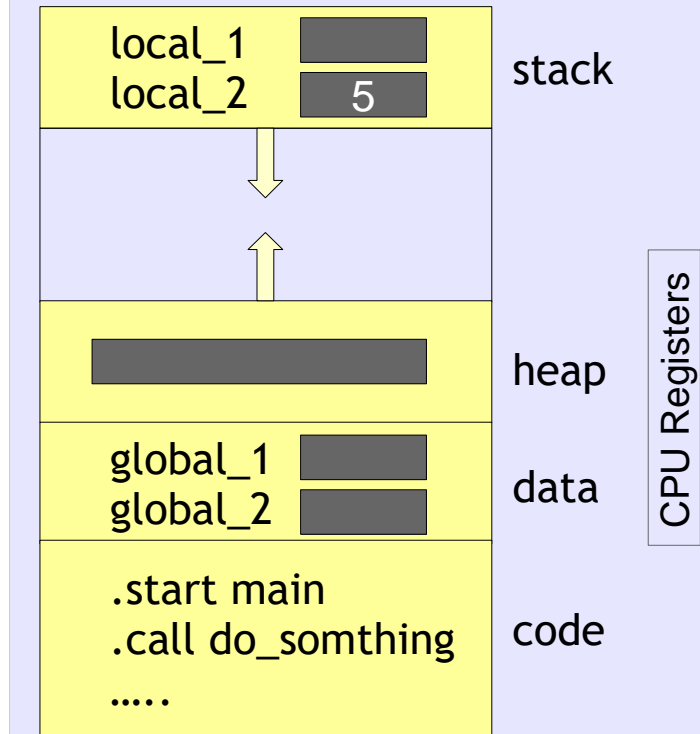 local_1
local_2 5
stack
heap
global_1
global_2
data
.start main
.call do_somthing
…..
code
CPU Registers